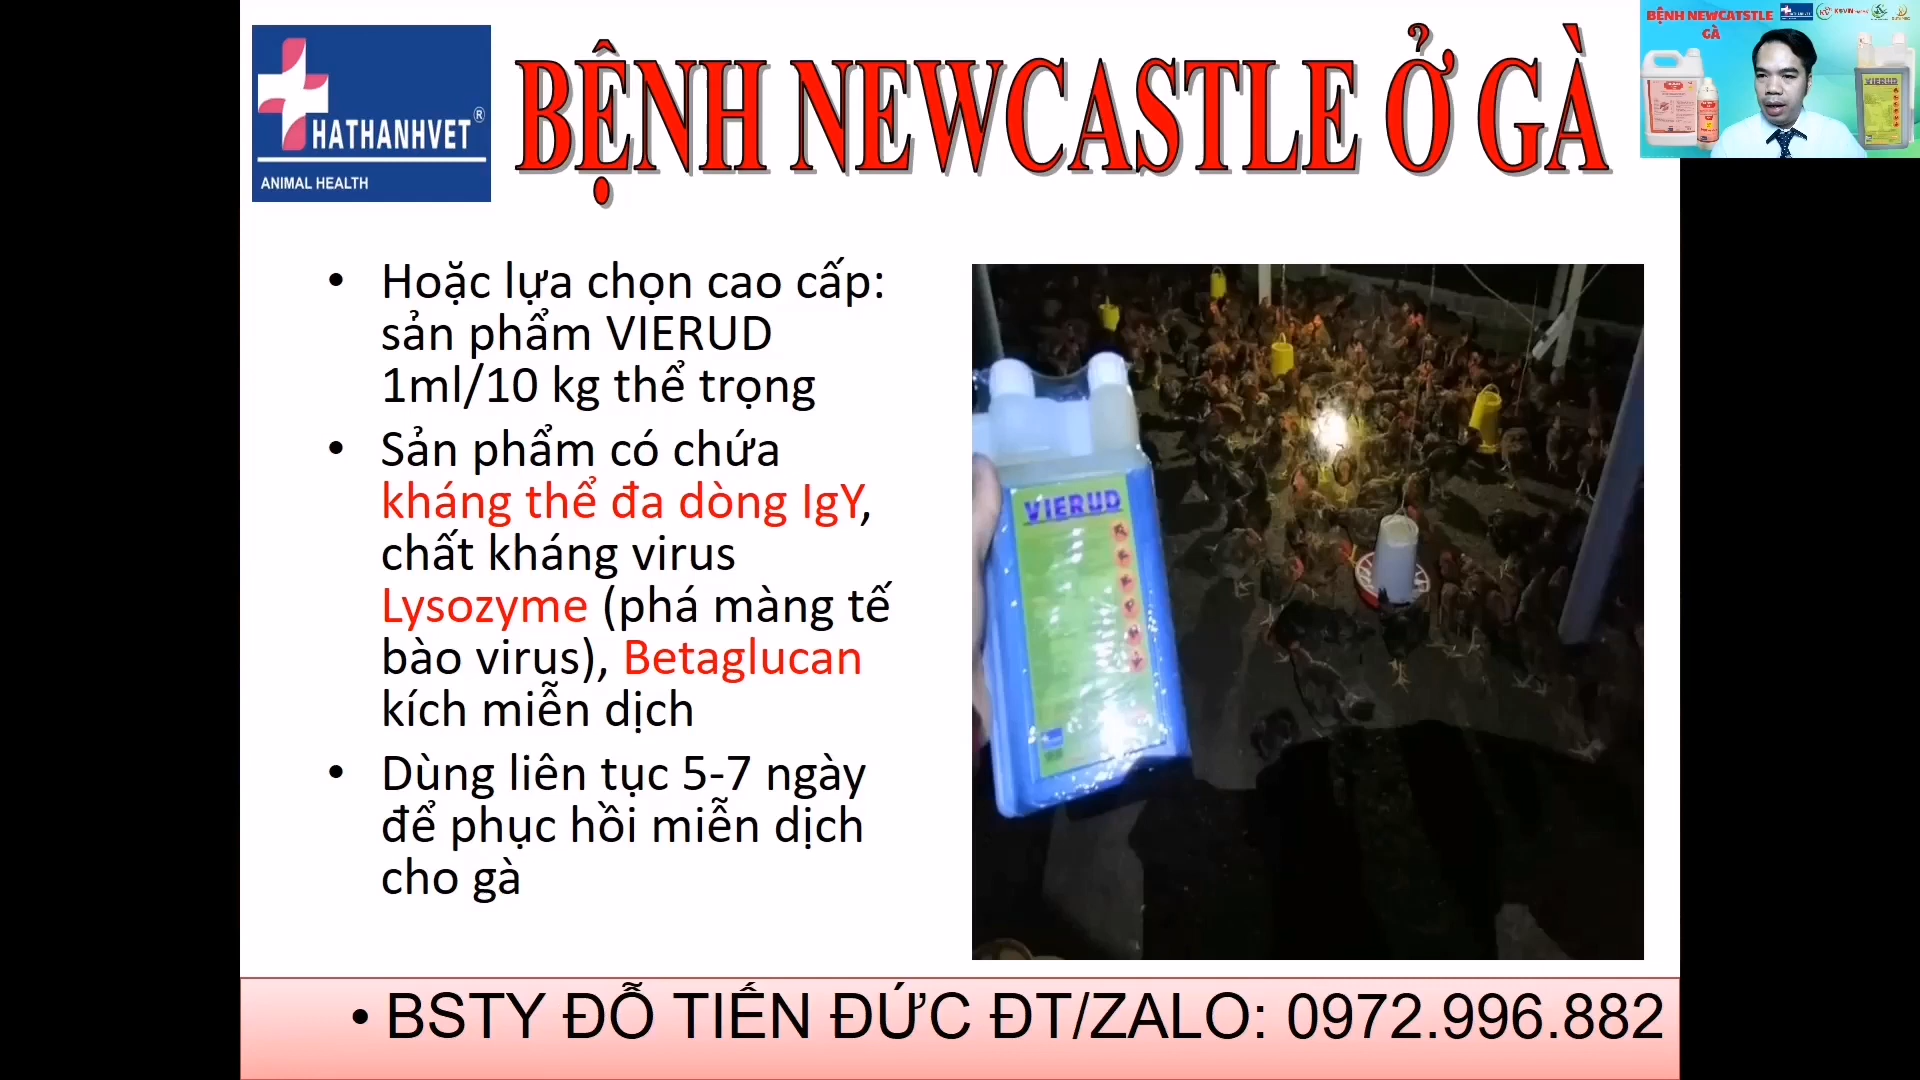 HATHANHVET®
ANIMAL HEALTH
BỆNH NEWCASTLE Ở GÀ
BỆNH NEWCATSTLE
GÀ
VIERUD
• Hoặc lựa chọn cao cấp:
sản phẩm VIERUD
1ml/10 kg thể trọng
• Sản phẩm có chứa
kháng thể đa dòng IgY,
chất kháng virus
Lysozyme (phá màng tế
bào virus), Betaglucan
kích miễn dịch
• Dùng liên tục 5-7 ngày
để phục hồi miễn dịch
cho gà
VIERUD
• BSTY ĐỖ TIẾN ĐỨC ĐT/ZALO: 0972.996.882